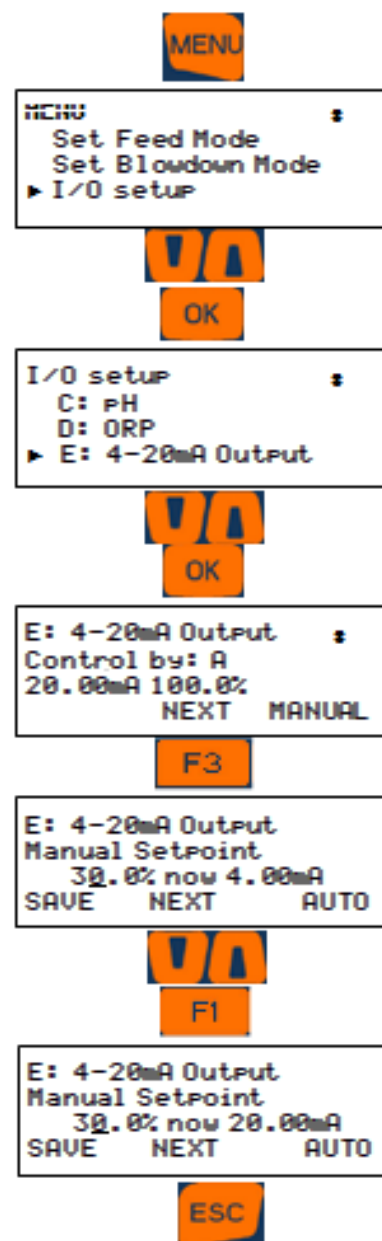 MENU
MENU
Set Feed Mode
Set Blowdown Mode
I/O setup
OK
I/O setup
C: pH
D: ORP
E: 4-20mA Output
OK
E: 4-20mA Output
Control by: A
20.00mA 100.0%
NEXT MANUAL
F3
E: 4-20mA Output
Manual Setpoint
30.0% now 4.00mA
SAVE NEXT AUTO
F1
E: 4-20mA Output
Manual Setpoint
30.0% now 20.00mA
SAVE NEXT AUTO
ESC